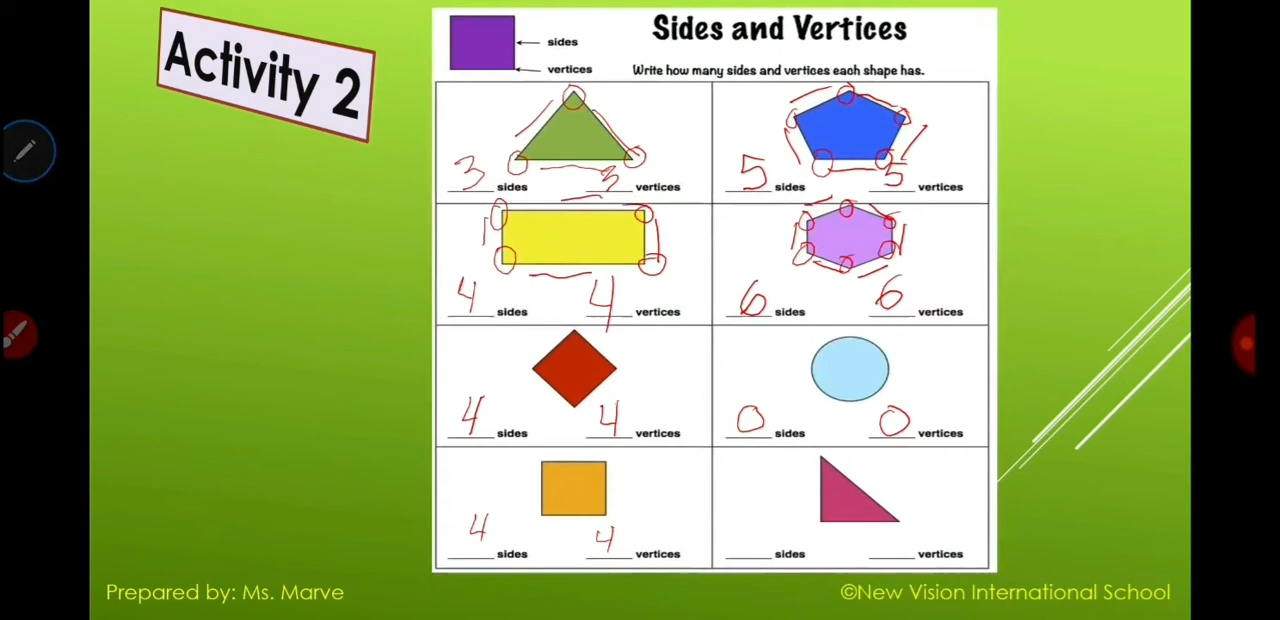 Activity 2
Sides and Vertices
sides
vertices
Write how many sides and vertices each shape has.
3 sides 3 vertices
5 sides 5 vertices
4 sides 4 vertices
6 sides 6 vertices
4 sides 4 vertices
0 sides 0 vertices
4 sides 4 vertices
____ sides ____ vertices
Prepared by: Ms. Marve
©New Vision International School